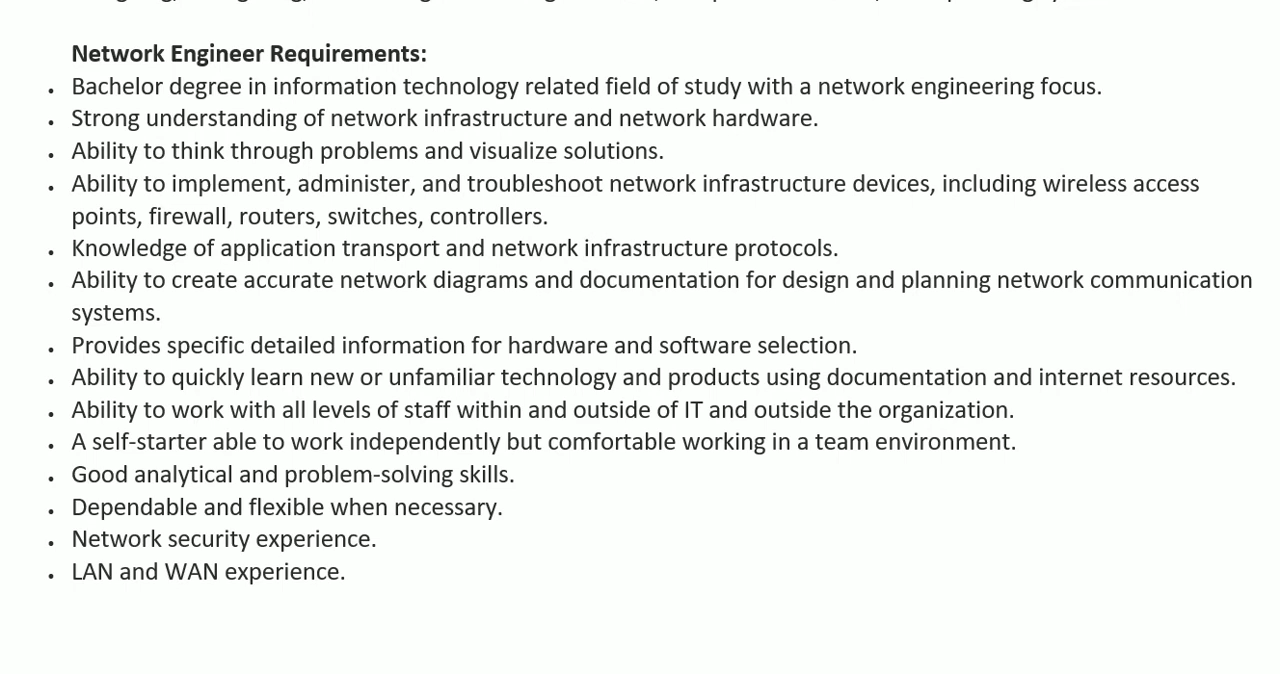 Network Engineer Requirements:
• Bachelor degree in information technology related field of study with a network engineering focus.
• Strong understanding of network infrastructure and network hardware.
• Ability to think through problems and visualize solutions.
• Ability to implement, administer, and troubleshoot network infrastructure devices, including wireless access
points, firewall, routers, switches, controllers.
• Knowledge of application transport and network infrastructure protocols.
• Ability to create accurate network diagrams and documentation for design and planning network communication
systems.
• Provides specific detailed information for hardware and software selection.
• Ability to quickly learn new or unfamiliar technology and products using documentation and internet resources.
• Ability to work with all levels of staff within and outside of IT and outside the organization.
• A self-starter able to work independently but comfortable working in a team environment.
• Good analytical and problem-solving skills.
• Dependable and flexible when necessary.
• Network security experience.
• LAN and WAN experience.